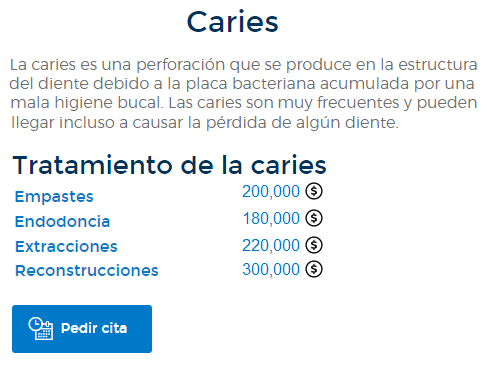 Caries
La caries es una perforación que se produce en la estructura
del diente debido a la placa bacteriana acumulada por una
mala higiene bucal. Las caries son muy frecuentes y pueden
llegar incluso a causar la pérdida de algún diente.
Tratamiento de la caries
Empastes 200,000 $
Endodoncia 180,000 $
Extracciones 220,000 $
Reconstrucciones 300,000 $
Pedir cita